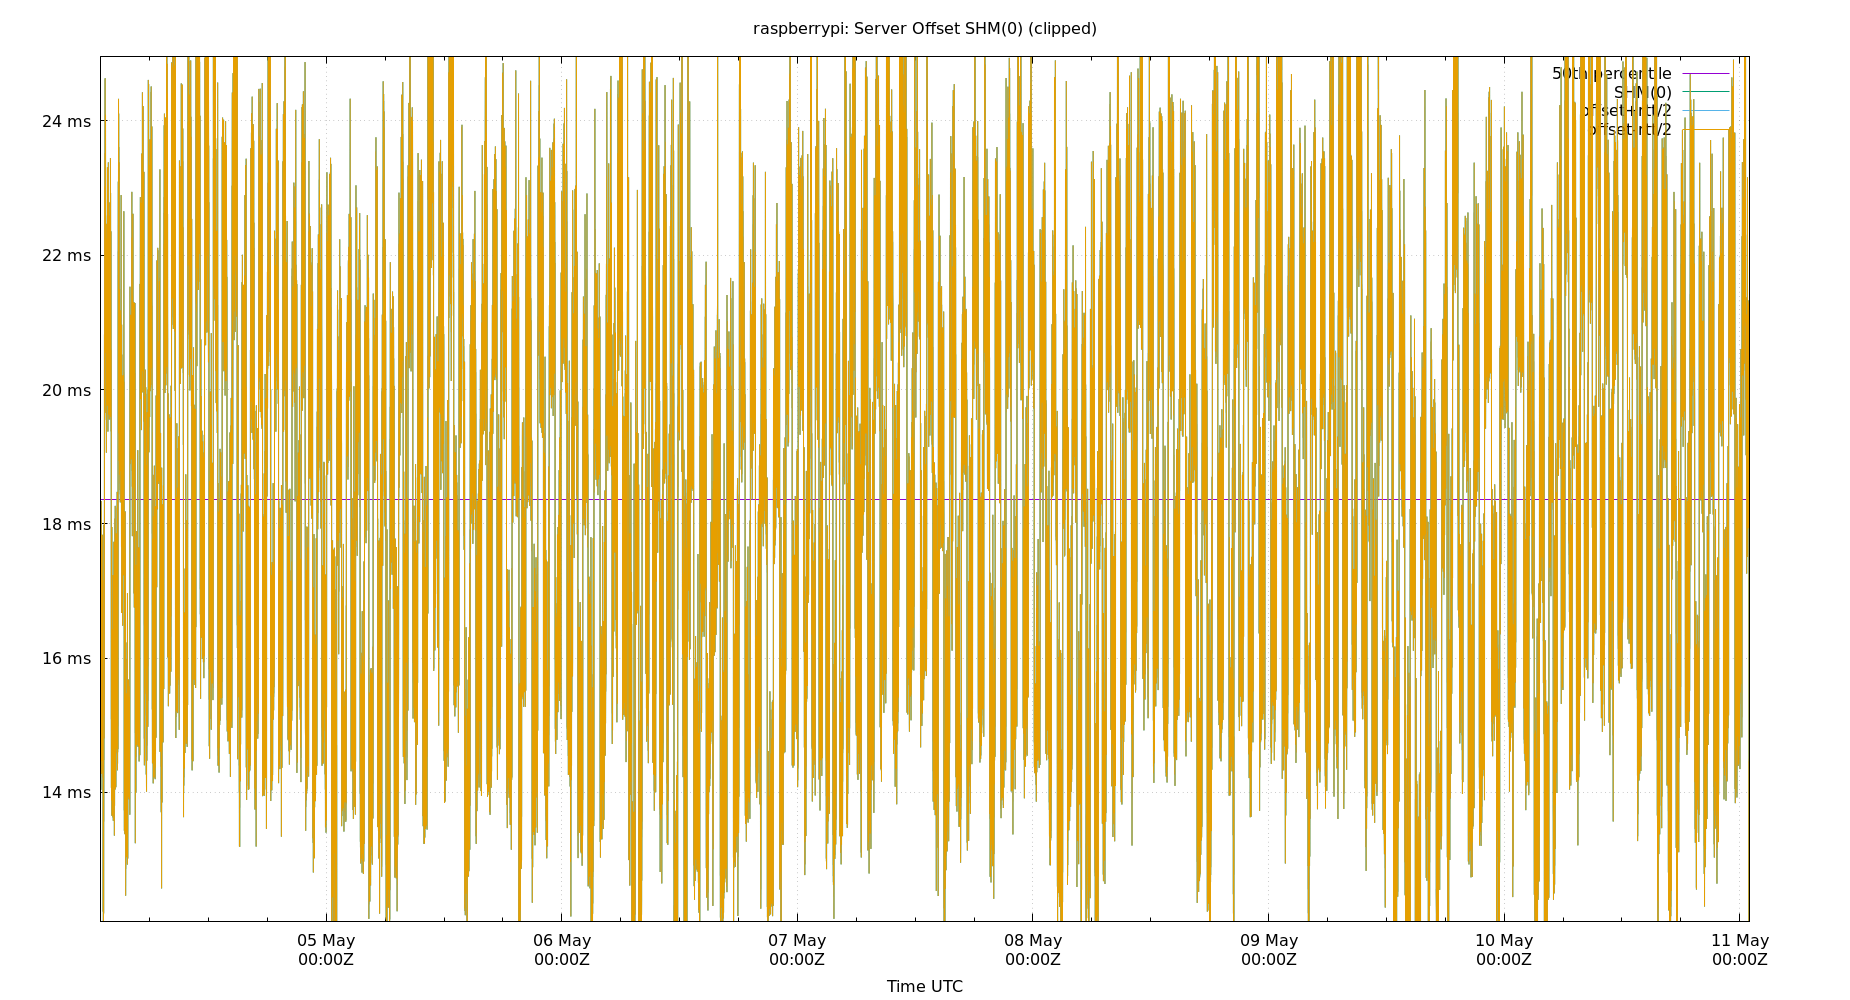 raspberrypi: Server Offset SHM(0) (clipped)
50th percentile
SHM(0)
offset+rtt/2
offset-rtt/2
24 ms
22 ms
20 ms
18 ms
16 ms
14 ms
05 May 06 May 07 May 08 May 09 May 10 May 11 May
00:00Z 00:00Z 00:00Z 00:00Z 00:00Z 00:00Z 00:00Z
Time UTC